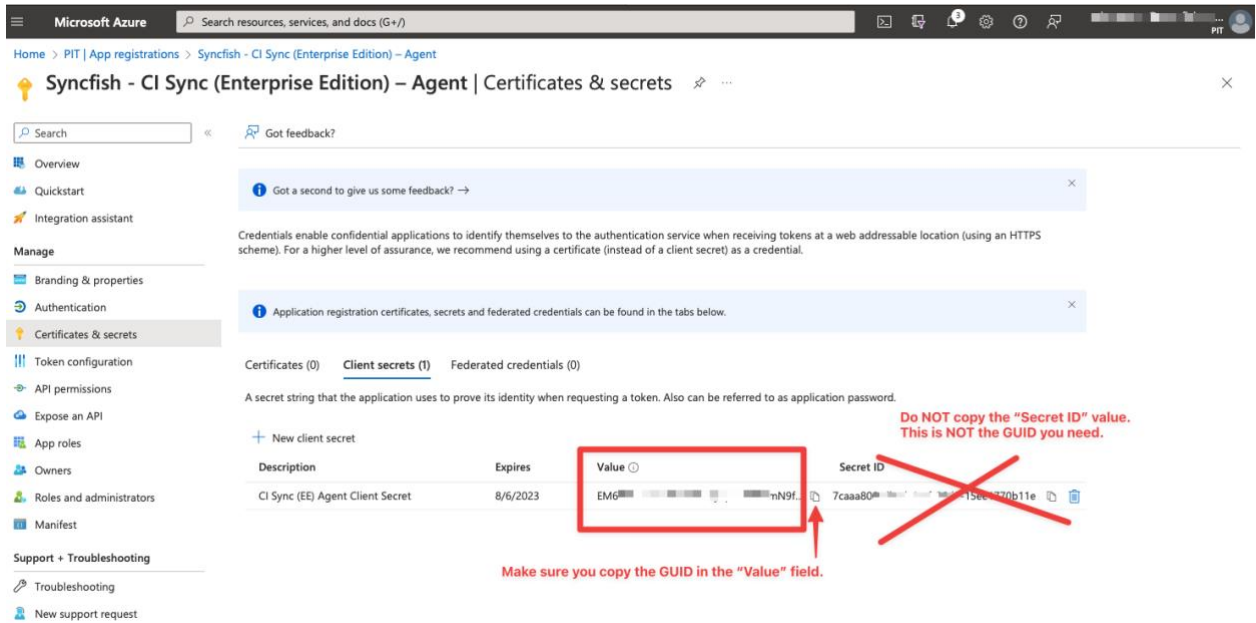 Microsoft Azure
Search resources, services, and docs (G+/)
3
...
PIT
Home > PIT | App registrations > Syncfish - CI Sync (Enterprise Edition) – Agent
Syncfish - CI Sync (Enterprise Edition) – Agent | Certificates & secrets
Search
Got feedback?
Overview
Quickstart
Integration assistant
Manage
Branding & properties
Authentication
Certificates & secrets
Token configuration
API permissions
Expose an API
App roles
Owners
Roles and administrators
Manifest
Support + Troubleshooting
Troubleshooting
New support request
Got a second to give us some feedback? →
Credentials enable confidential applications to identify themselves to the authentication service when receiving tokens at a web addressable location (using an HTTPS
scheme). For a higher level of assurance, we recommend using a certificate (instead of a client secret) as a credential.
Application registration certificates, secrets and federated credentials can be found in the tabs below.
Certificates (0) Client secrets (1) Federated credentials (0)
A secret string that the application uses to prove its identity when requesting a token. Also can be referred to as application password.
Do NOT copy the “Secret ID” value.
This is NOT the GUID you need.
+ New client secret
Description Expires Value Secret ID
CI Sync (EE) Agent Client Secret 8/6/2023 EM6 mN9f... 7caaa80
Make sure you copy the GUID in the “Value” field.